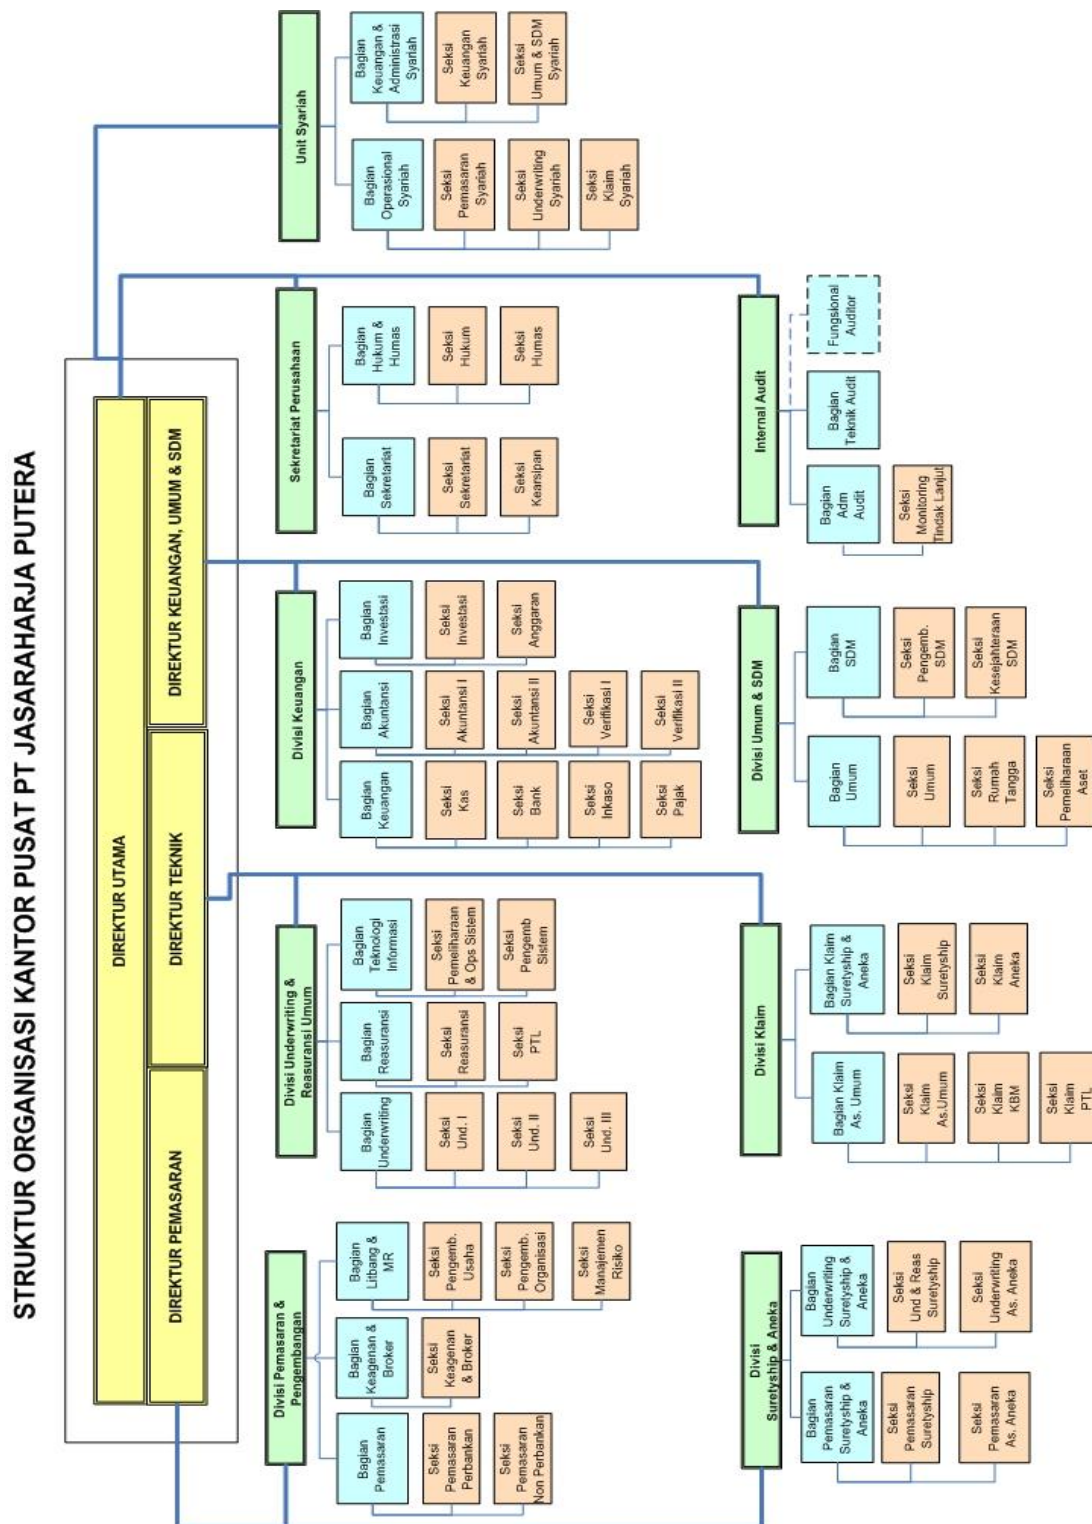 STRUKTUR ORGANISASI KANTOR PUSAT PT JASARAHARJA PUTERA
DIREKTUR UTAMA
DIREKTUR PEMASARAN
DIREKTUR TEKNIK
DIREKTUR KEUANGAN, UMUM & SDM
Divisi Pemasaran &
Pengembangan
Bagian
Pemasaran
Seksi
Pemasaran
Perbankan
Seksi
Pemasaran
Non Perbankan
Bagian
Keagenan &
Broker
Seksi
Keagenan
& Broker
Bagian
Litbang &
MR
Seksi
Pengemb.
Usaha
Seksi
Pengemb.
Organisasi
Seksi
Manajemen
Risiko
Divisi Underwriting &
Reasuransi Umum
Bagian
Underwriting
Seksi
Und. I
Seksi
Und. II
Seksi
Und. III
Bagian
Reasuransi
Seksi
Reasuransi
Seksi
PTL
Bagian
Teknologi
Informasi
Seksi
Pemeliharaan
& Ops Sistem
Seksi
Pengemb
Sistem
Divisi Keuangan
Bagian
Keuangan
Seksi
Kas
Seksi
Bank
Seksi
Inkaso
Seksi
Pajak
Bagian
Akuntansi
Seksi
Akuntansi I
Seksi
Akuntansi II
Seksi
Verifikasi I
Seksi
Verifikasi II
Bagian
Investasi
Seksi
Investasi
Seksi
Anggaran
Sekretariat Perusahaan
Bagian
Sekretariat
Seksi
Sekretariat
Seksi
Kearsipan
Bagian
Hukum &
Humas
Seksi
Hukum
Seksi
Humas
Unit Syariah
Bagian
Operasional
Syariah
Seksi
Pemasaran
Syariah
Seksi
Underwriting
Syariah
Seksi
Klaim
Syariah
Bagian
Keuangan &
Administrasi
Syariah
Seksi
Keuangan
Syariah
Seksi
Umum & SDM
Syariah
Divisi
Suretyship & Aneka
Bagian
Pemasaran
Suretyship &
Aneka
Seksi
Pemasaran
Suretyship
Seksi
Pemasaran
As. Aneka
Bagian
Underwriting
Suretyship &
Aneka
Seksi
Und & Reas
Suretyship
Seksi
Underwriting
As. Aneka
Divisi Klaim
Bagian Klaim
As. Umum
Seksi
Klaim
As.Umum
Seksi
Klaim
KBM
Seksi
Klaim
PTL
Bagian Klaim
Suretyship &
Aneka
Seksi
Klaim
Suretyship
Seksi
Klaim
Aneka
Divisi Umum & SDM
Bagian
Umum
Seksi
Umum
Seksi
Rumah
Tangga
Seksi
Pemeliharaan
Aset
Bagian
SDM
Seksi
Pengemb.
SDM
Seksi
Kesejahteraan
SDM
Internal Audit
Bagian
Adm
Audit
Seksi
Monitoring
Tindak Lanjut
Bagian
Teknik Audit
Fungsional
Auditor